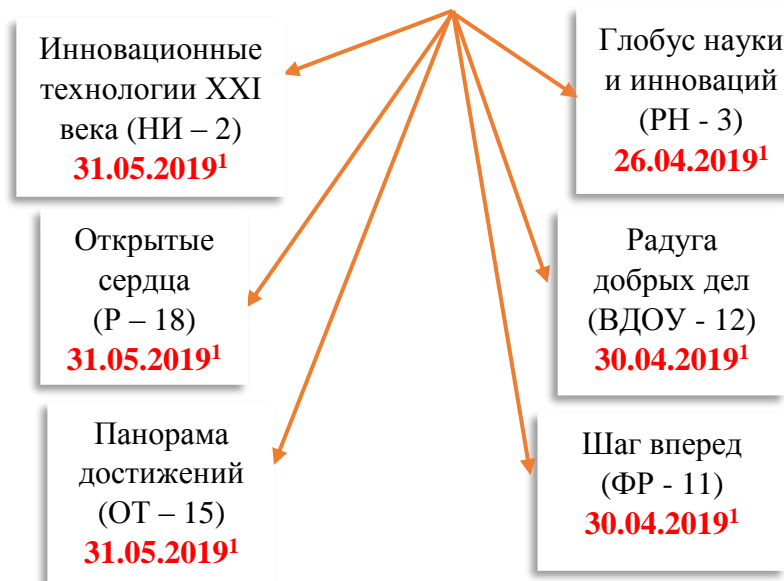 Инновационные
технологии XXI
века (НИ – 2)
31.05.2019¹
Глобус науки
и инноваций
(РН - 3)
26.04.2019¹
Открытые
сердца
(Р – 18)
31.05.2019¹
Радуга
добрых дел
(ВДОУ - 12)
30.04.2019¹
Панорама
достижений
(ОТ – 15)
31.05.2019¹
Шаг вперед
(ФР - 11)
30.04.2019¹